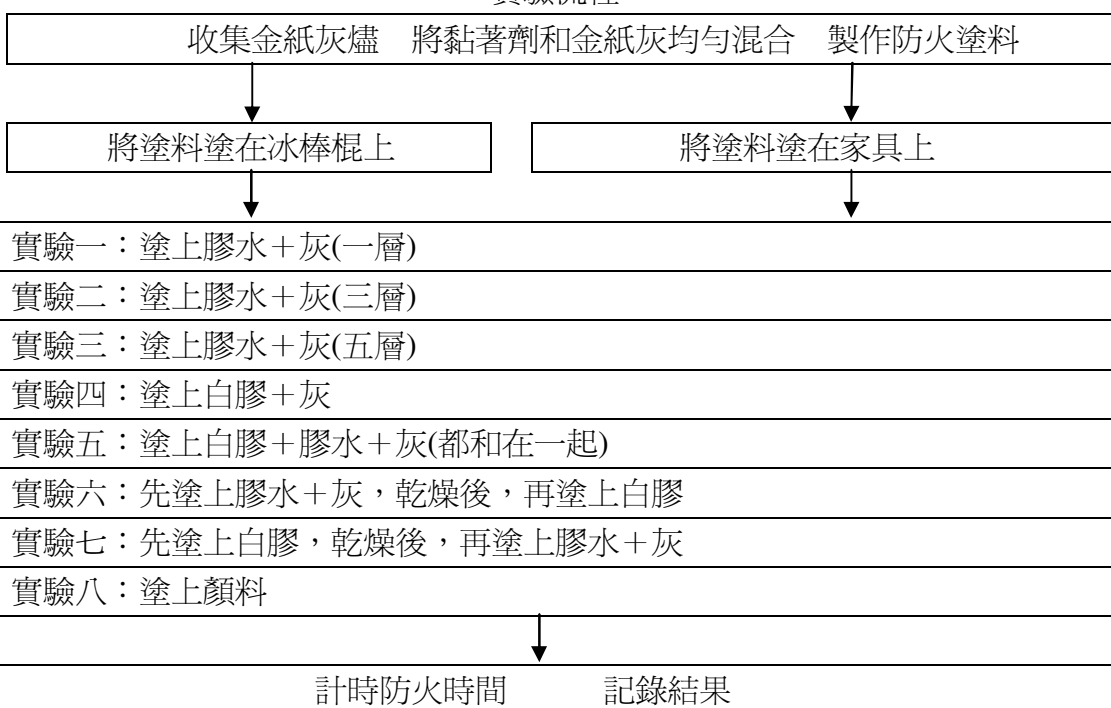 收集金紙灰燼　將黏著劑和金紙灰均勻混合　製作防火塗料
將塗料塗在冰棒棍上　將塗料塗在家具上
實驗一：塗上膠水＋灰(一層)
實驗二：塗上膠水＋灰(三層)
實驗三：塗上膠水＋灰(五層)
實驗四：塗上白膠＋灰
實驗五：塗上白膠＋膠水＋灰(都和在一起)
實驗六：先塗上膠水＋灰，乾燥後，再塗上白膠
實驗七：先塗上白膠，乾燥後，再塗上膠水＋灰
實驗八：塗上顏料
計時防火時間　記錄結果